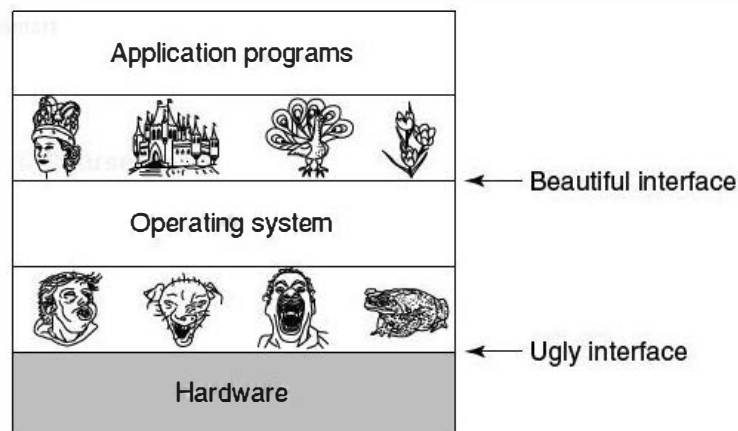 Application programs
Beautiful interface
Operating system
Ugly interface
Hardware